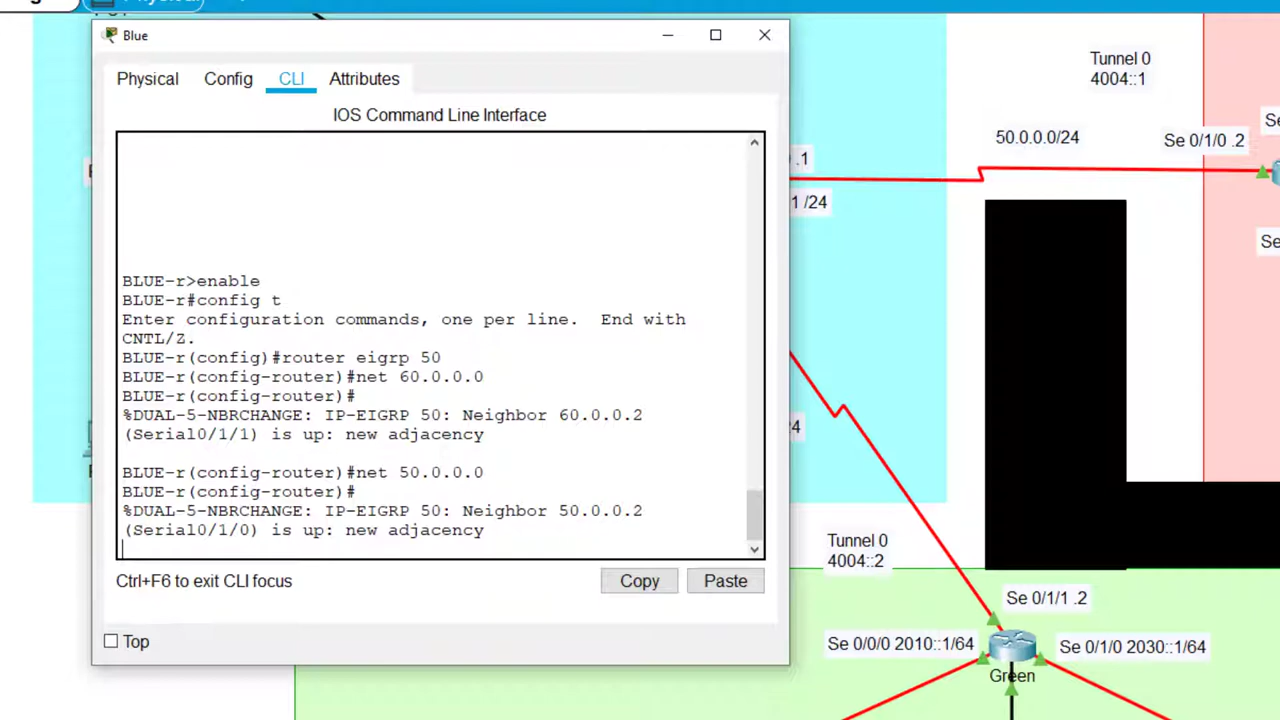 Blue
Physical
Config
CLI
Attributes
IOS Command Line Interface
BLUE-r>enable
BLUE-r#config t
Enter configuration commands, one per line.  End with
CNTL/Z.
BLUE-r(config)#router eigrp 50
BLUE-r(config-router)#net 60.0.0.0
BLUE-r(config-router)#
%DUAL-5-NBRCHANGE: IP-EIGRP 50: Neighbor 60.0.0.2
(Serial0/1/1) is up: new adjacency
BLUE-r(config-router)#net 50.0.0.0
BLUE-r(config-router)#
%DUAL-5-NBRCHANGE: IP-EIGRP 50: Neighbor 50.0.0.2
(Serial0/1/0) is up: new adjacency
Ctrl+F6 to exit CLI focus
Copy
Paste
Top
Tunnel 0
4004::1
50.0.0.0/24
Se 0/1/0 .2
Se
.1
1 /24
Se
Tunnel 0
4004::2
Se 0/1/1 .2
Se 0/0/0 2010::1/64
Se 0/1/0 2030::1/64
Green